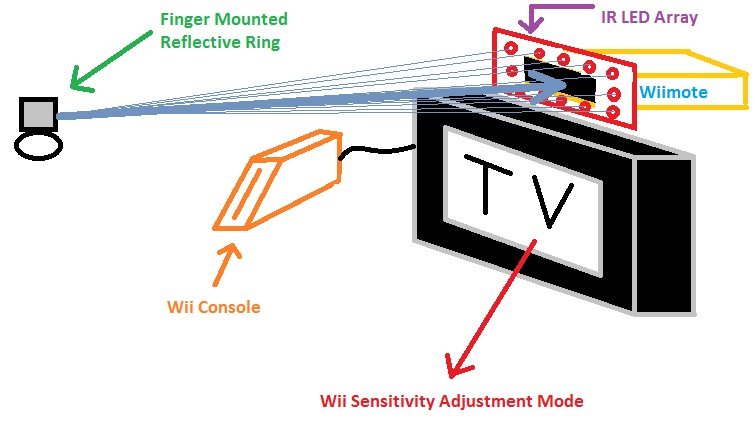 IR LED Array
Finger Mounted
Reflective Ring
Wiimote
TV
Wii Console
Wii Sensitivity Adjustment Mode